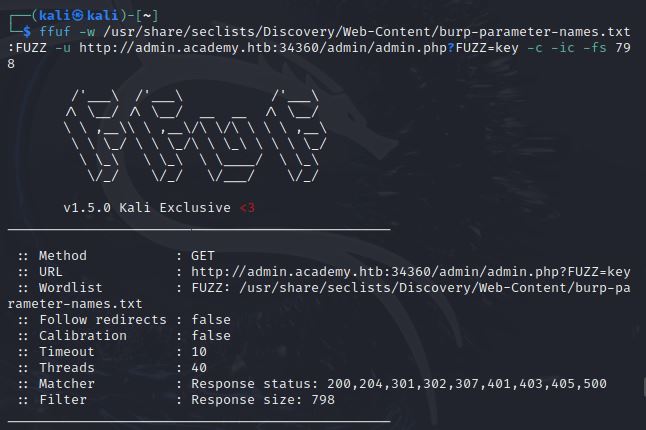 ┌──(kali㉿kali)-[~]
└─$ ffuf -w /usr/share/seclists/Discovery/Web-Content/burp-parameter-names.txt
:FUZZ -u http://admin.academy.htb:34360/admin/admin.php?FUZZ=key -c -ic -fs 79
8
v1.5.0 Kali Exclusive <3
:: Method : GET
:: URL : http://admin.academy.htb:34360/admin/admin.php?FUZZ=key
:: Wordlist : FUZZ: /usr/share/seclists/Discovery/Web-Content/burp-pa
rameter-names.txt
:: Follow redirects : false
:: Calibration : false
:: Timeout : 10
:: Threads : 40
:: Matcher : Response status: 200,204,301,302,307,401,403,405,500
:: Filter : Response size: 798